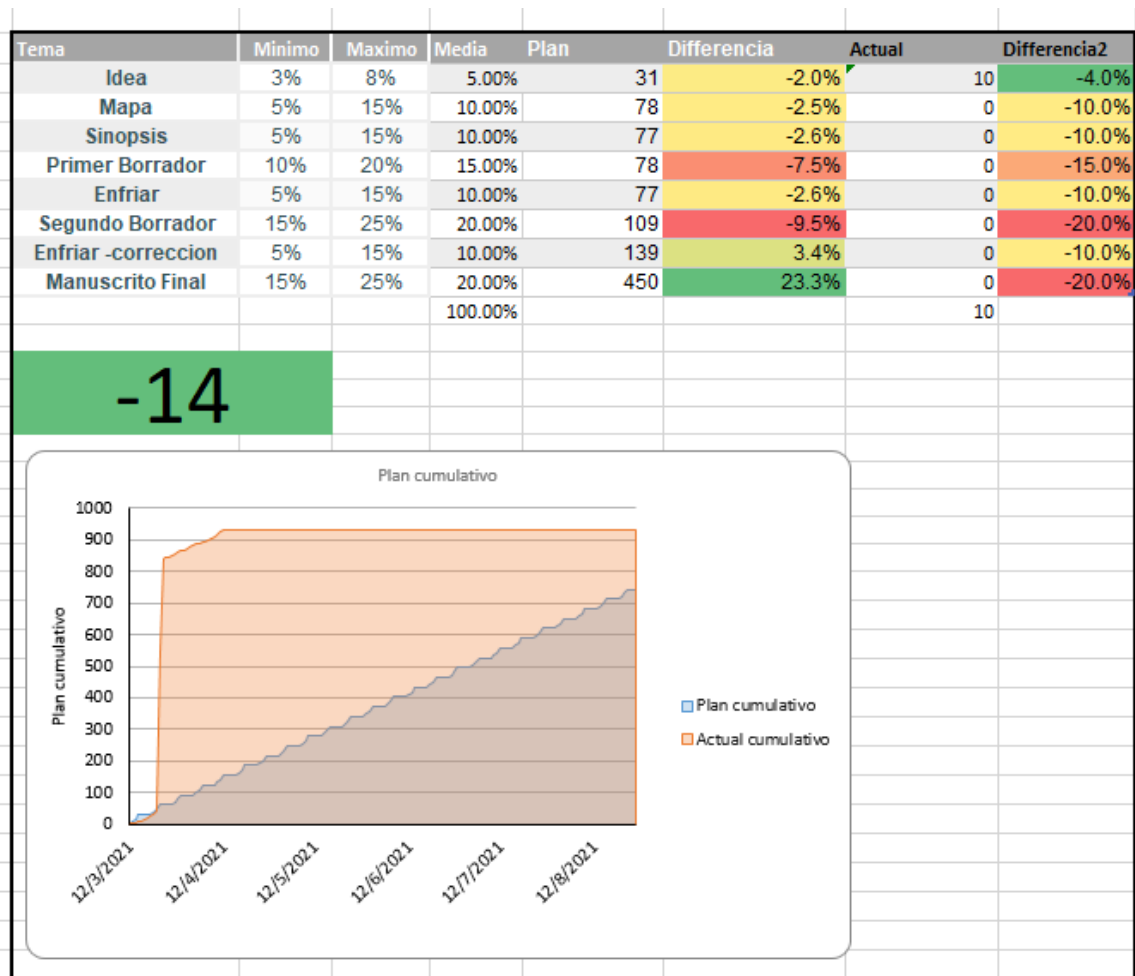 Tema Minimo Maximo Media Plan Differencia Actual Differencia2
Idea 3% 8% 5.00% 31 -2.0% 10 -4.0%
Mapa 5% 15% 10.00% 78 -2.5% 0 -10.0%
Sinopsis 5% 15% 10.00% 77 -2.6% 0 -10.0%
Primer Borrador 10% 20% 15.00% 78 -7.5% 0 -15.0%
Enfriar 5% 15% 10.00% 77 -2.6% 0 -10.0%
Segundo Borrador 15% 25% 20.00% 109 -9.5% 0 -20.0%
Enfriar -correccion 5% 15% 10.00% 139 3.4% 0 -10.0%
Manuscrito Final 15% 25% 20.00% 450 23.3% 0 -20.0%
100.00% 10
-14
Plan cumulativo
1000
900
800
700
600
500
400
300
200
100
0
Plan cumulativo
12/3/2021 12/4/2021 12/5/2021 12/6/2021 12/7/2021 12/8/2021
Plan cumulativo
Actual cumulativo